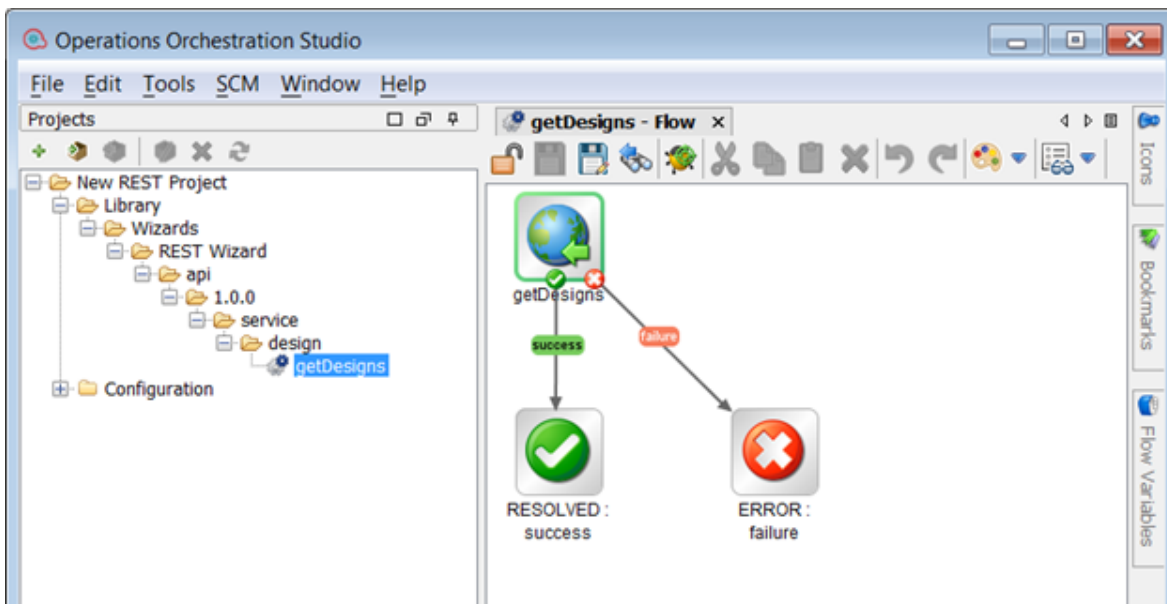 Operations Orchestration Studio
File Edit Tools SCM Window Help
Projects
New REST Project
Library
Wizards
REST Wizard
api
1.0.0
service
design
getDesigns
Configuration
getDesigns - Flow
getDesigns
success
failure
RESOLVED :
success
ERROR :
failure
Icons
Bookmarks
Flow Variables